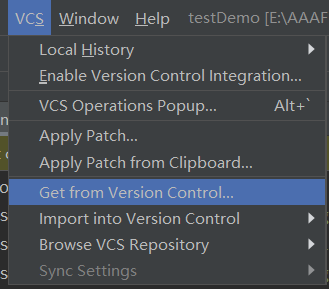 VCS Window Help testDemo [E:\AAAF
Local History
Enable Version Control Integration...
VCS Operations Popup... Alt+`
Apply Patch...
Apply Patch from Clipboard...
Get from Version Control...
Import into Version Control
Browse VCS Repository
Sync Settings